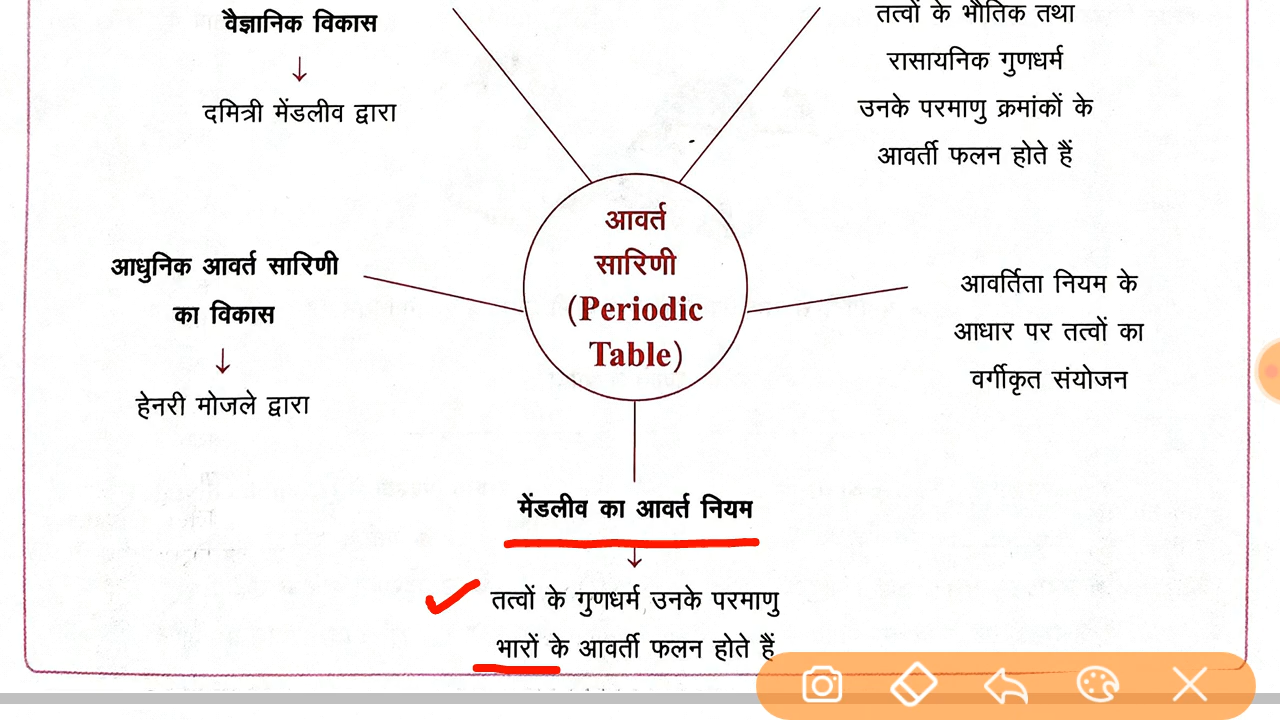 वैज्ञानिक विकास
↓
दमित्री मेंडलीव द्वारा
तत्वों के भौतिक तथा
रासायनिक गुणधर्म
उनके परमाणु क्रमांकों के
आवर्ती फलन होते हैं
आवर्त
सारिणी
(Periodic
Table)
आधुनिक आवर्त सारिणी
का विकास
↓
हेनरी मोजले द्वारा
आवर्तिता नियम के
आधार पर तत्वों का
वर्गीकृत संयोजन
मेंडलीव का आवर्त नियम
↓
तत्वों के गुणधर्म उनके परमाणु
भारों के आवर्ती फलन होते हैं